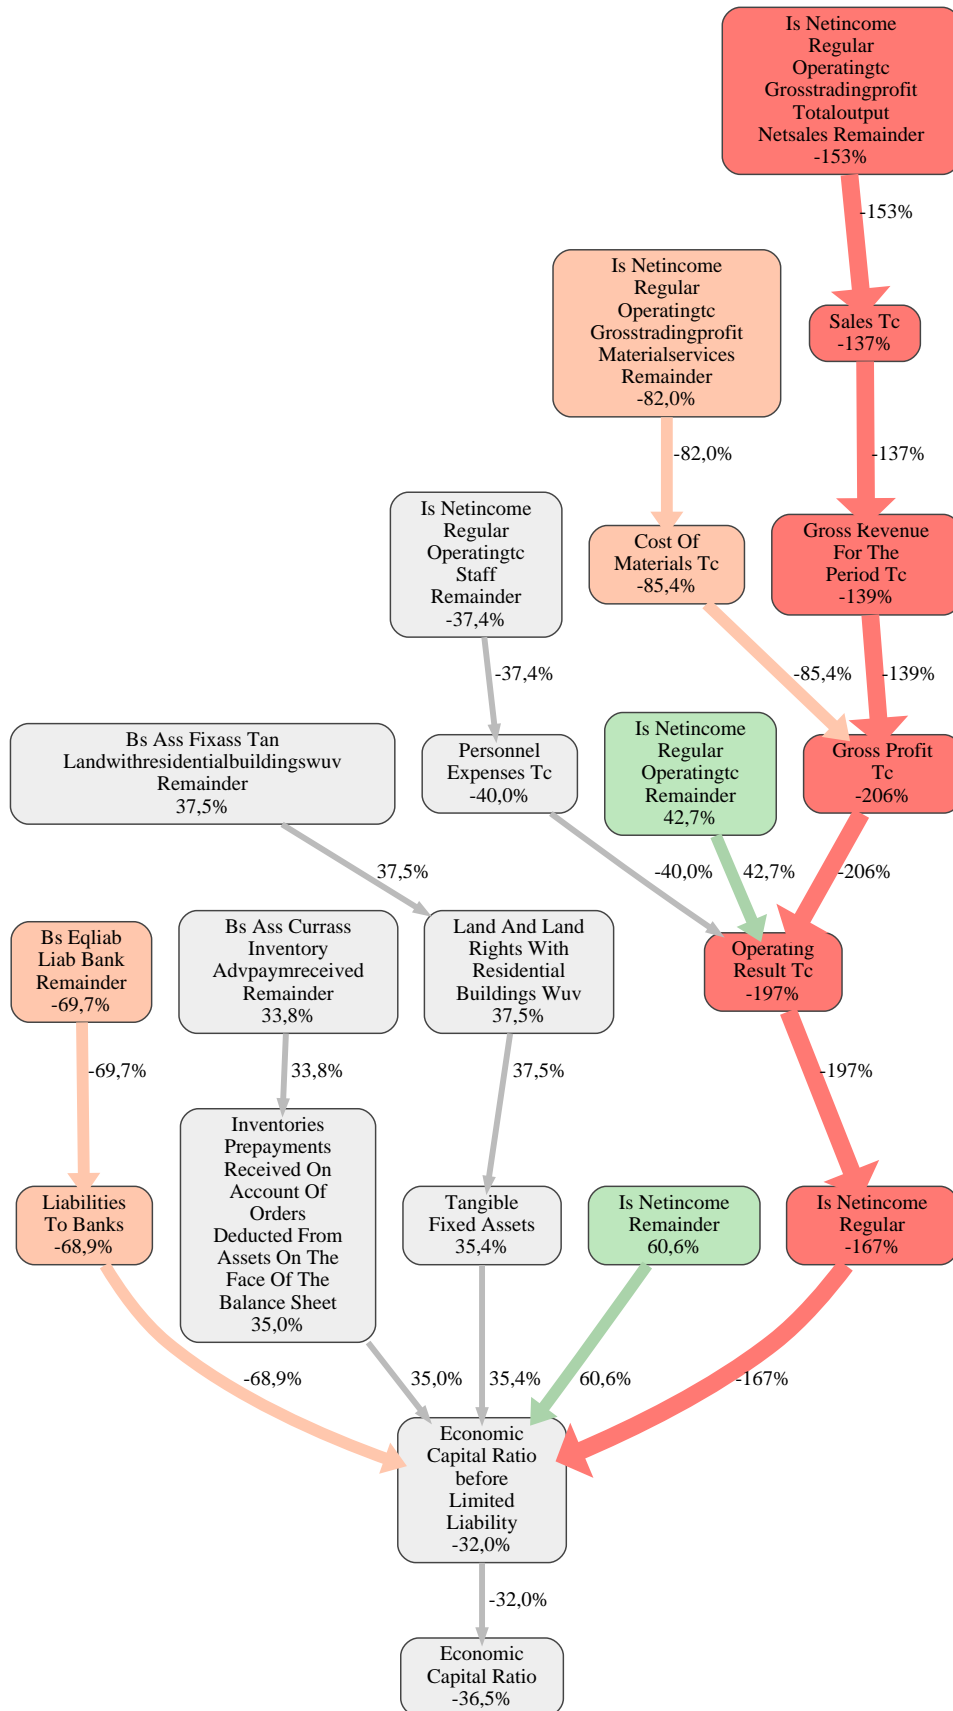 Is Netincome
Regular
Operatingtc
Grosstradingprofit
Totaloutput
Netsales Remainder
-153%
-153%
Is Netincome
Regular
Operatingtc
Grosstradingprofit
Materialservices
Remainder
-82,0%
Sales Tc
-137%
-82,0%
-137%
Is Netincome
Regular
Operatingtc
Staff
Remainder
-37,4%
Cost Of
Materials Tc
-85,4%
Gross Revenue
For The
Period Tc
-139%
-37,4%
-85,4%
-139%
Bs Ass Fixass Tan
Landwithresidentialbuildingswuv
Remainder
37,5%
Personnel
Expenses Tc
-40,0%
Is Netincome
Regular
Operatingtc
Remainder
42,7%
Gross Profit
Tc
-206%
37,5%
-40,0%
42,7%
-206%
Bs Eqliab
Liab Bank
Remainder
-69,7%
Bs Ass Currass
Inventory
Advpaymreceived
Remainder
33,8%
Land And Land
Rights With
Residential
Buildings Wuv
37,5%
Operating
Result Tc
-197%
-69,7%
33,8%
37,5%
-197%
Liabilities
To Banks
-68,9%
Inventories
Prepayments
Received On
Account Of
Orders
Deducted From
Assets On The
Face Of The
Balance Sheet
35,0%
Tangible
Fixed Assets
35,4%
Is Netincome
Remainder
60,6%
Is Netincome
Regular
-167%
-68,9%
35,0%
35,4%
60,6%
-167%
Economic
Capital Ratio
before
Limited
Liability
-32,0%
-32,0%
Economic
Capital Ratio
-36,5%